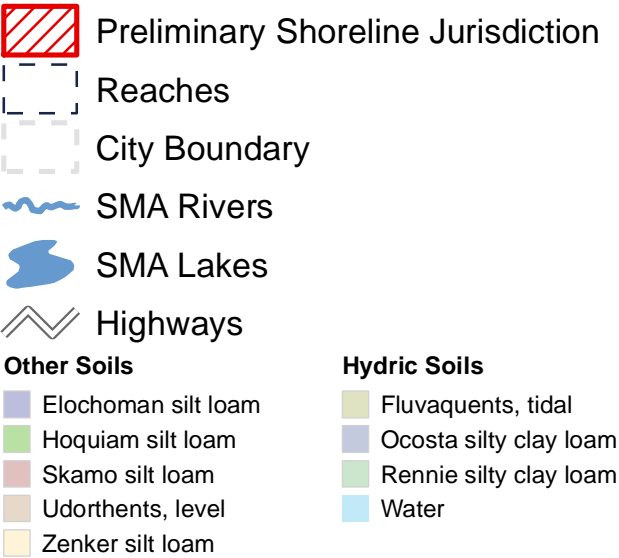 Preliminary Shoreline Jurisdiction
Reaches
City Boundary
SMA Rivers
SMA Lakes
Highways
Other Soils
Elochoman silt loam
Hoquiam silt loam
Skamo silt loam
Udorthents, level
Zenker silt loam
Hydric Soils
Fluvaquents, tidal
Ocosta silty clay loam
Rennie silty clay loam
Water